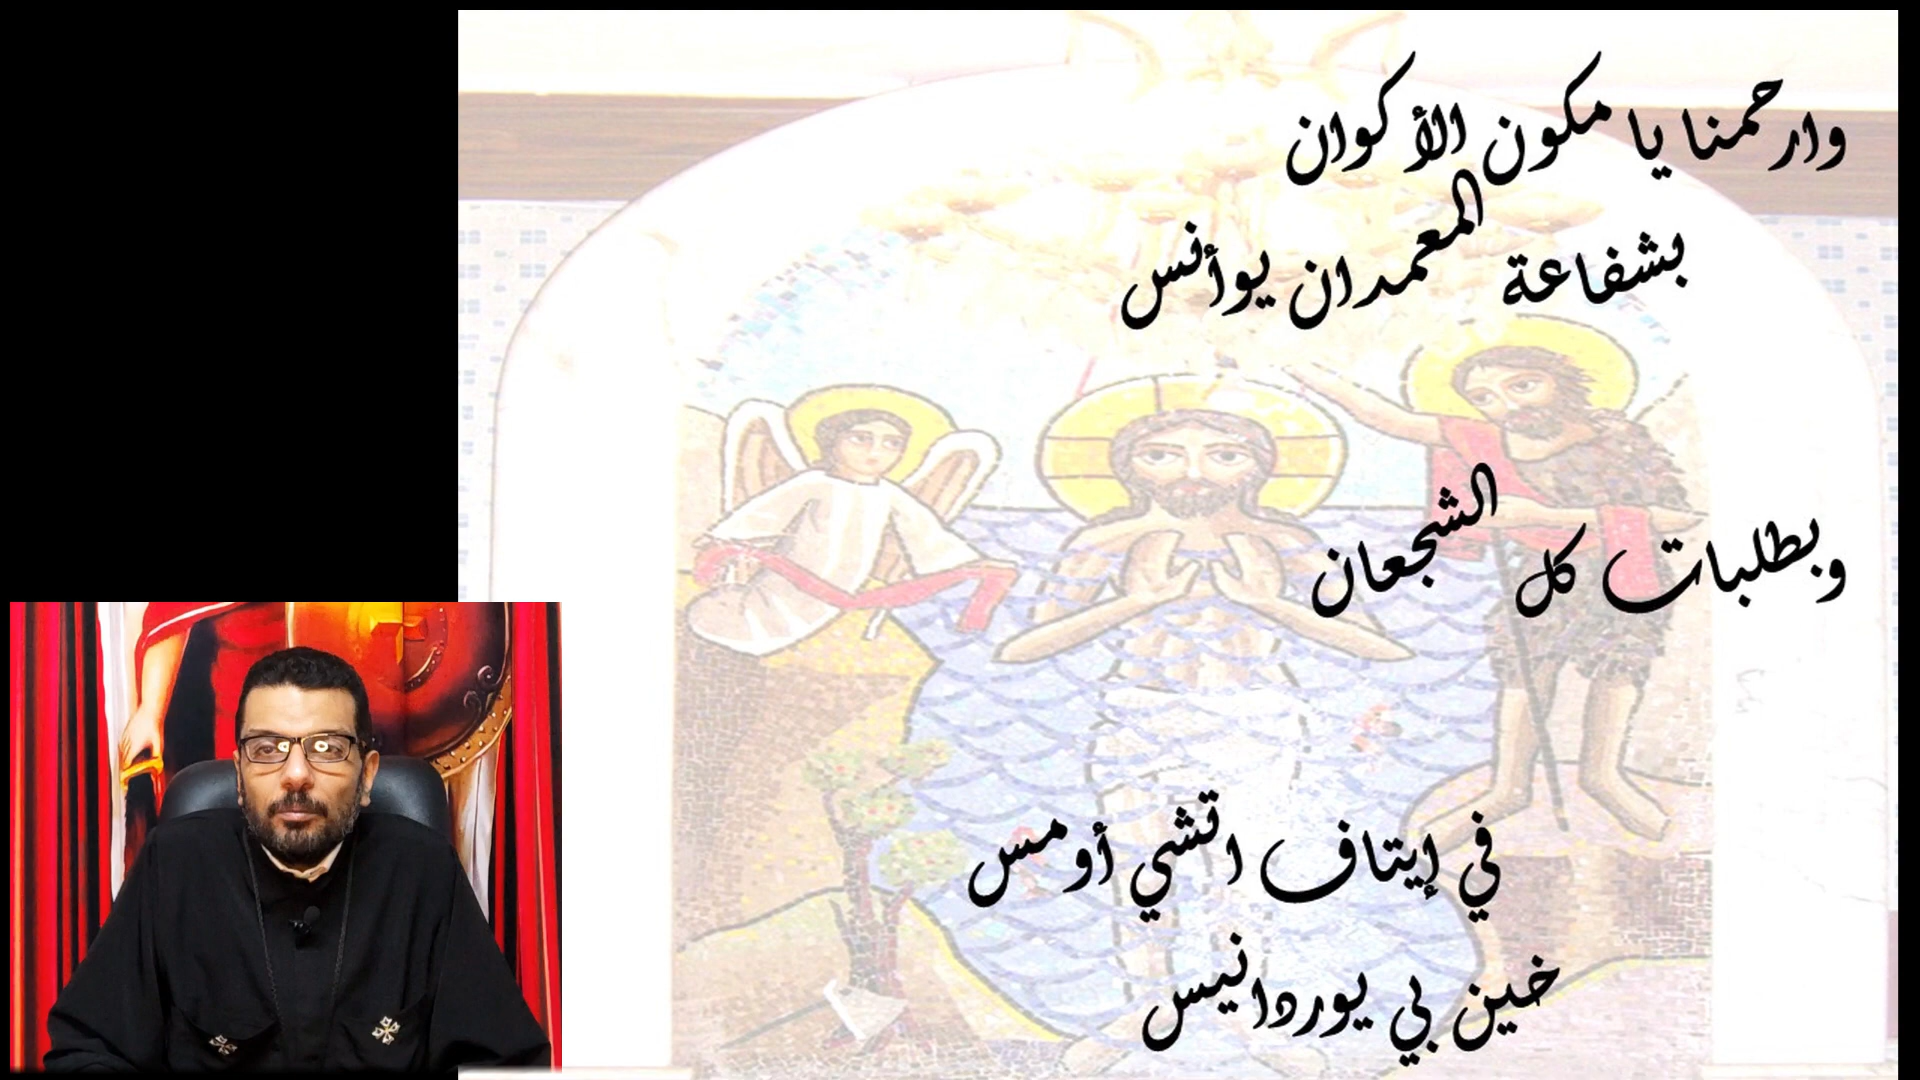 وارحمنا يا مكون الأكوان
بشفاعة المعمدان يوأنس
وبطلبات كل الشجعان
في إيتاف اتشي أومس
خين بي يوردانيس